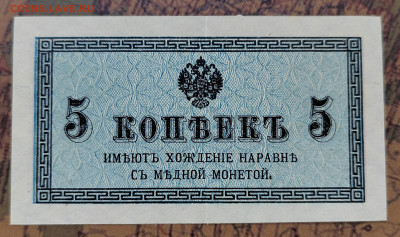 5 КОПѢЕКЪ 5
ИМѢЮТЪ ХОЖДЕНІЕ НАРАВНѢ
СЪ МѢДНОЙ МОНЕТОЙ.